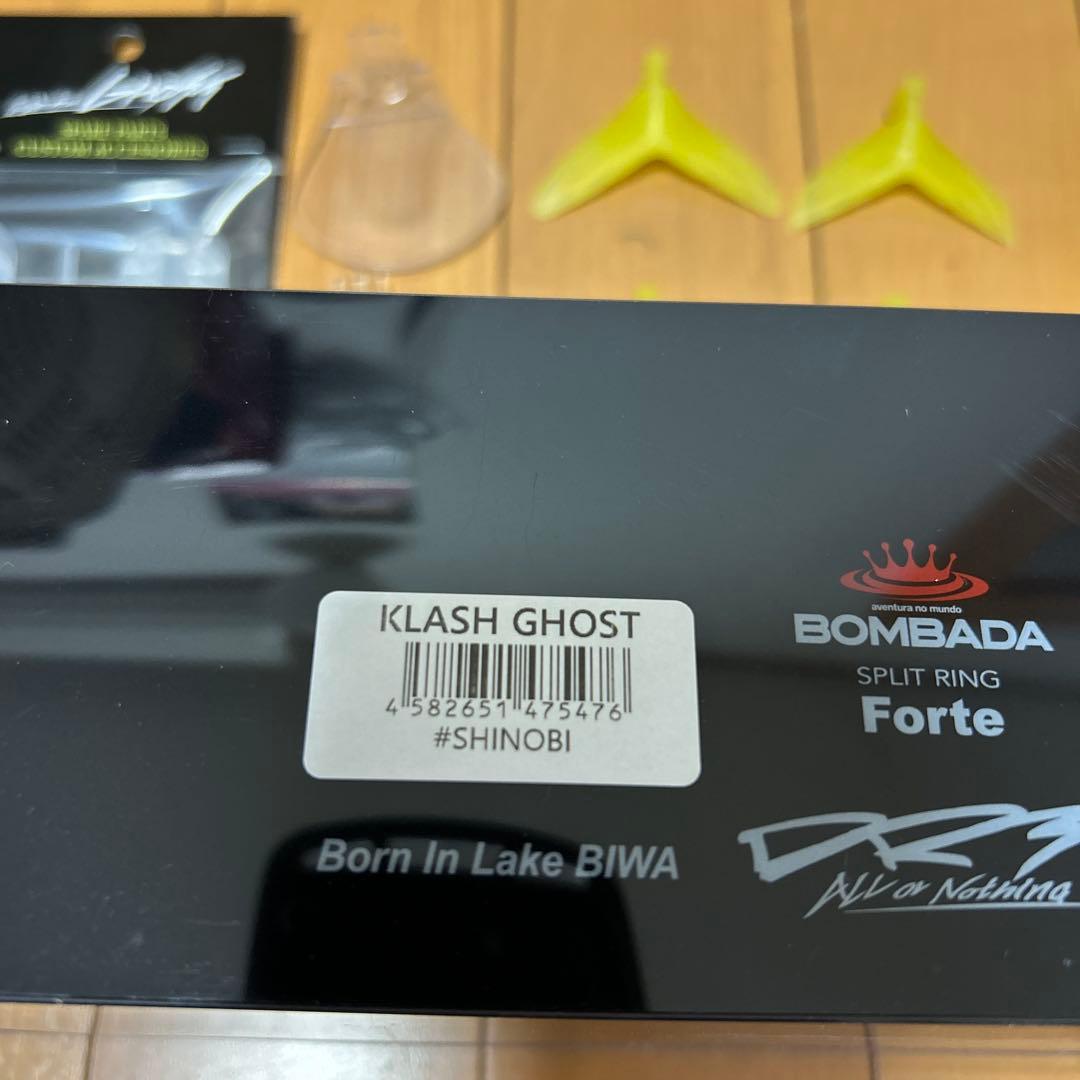 KLASH GHOST
4 582651 475476
#SHINOBI
aventura no mundo
BOMBADA
SPLIT RING
Forte
Born In Lake BIWA
DRT
ALL or Nothing